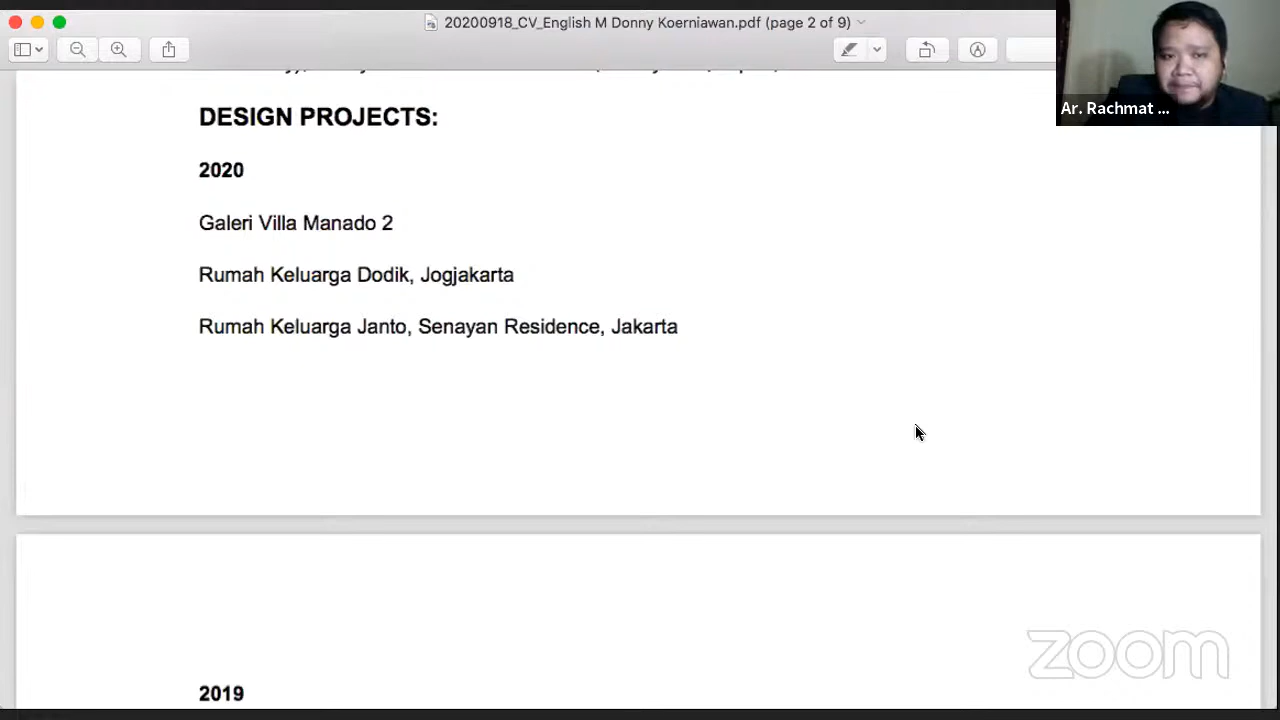 20200918_CV_English M Donny Koerniawan.pdf (page 2 of 9)
Ar. Rachmat ...
DESIGN PROJECTS:
2020
Galeri Villa Manado 2
Rumah Keluarga Dodik, Jogjakarta
Rumah Keluarga Janto, Senayan Residence, Jakarta
zoom
2019